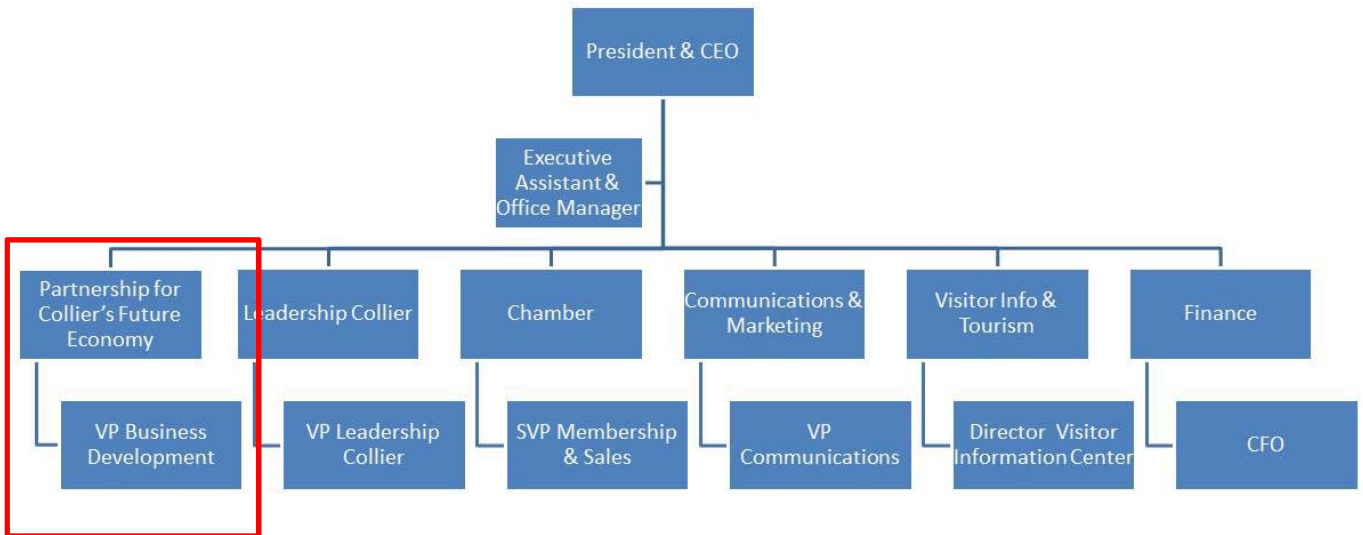 President & CEO
Executive
Assistant &
Office Manager
Partnership for
Collier's Future
Economy
Leadership Collier
Chamber
Communications &
Marketing
Visitor Info &
Tourism
Finance
VP Business
Development
VP Leadership
Collier
SVP Membership
& Sales
VP
Communications
Director Visitor
Information Center
CFO